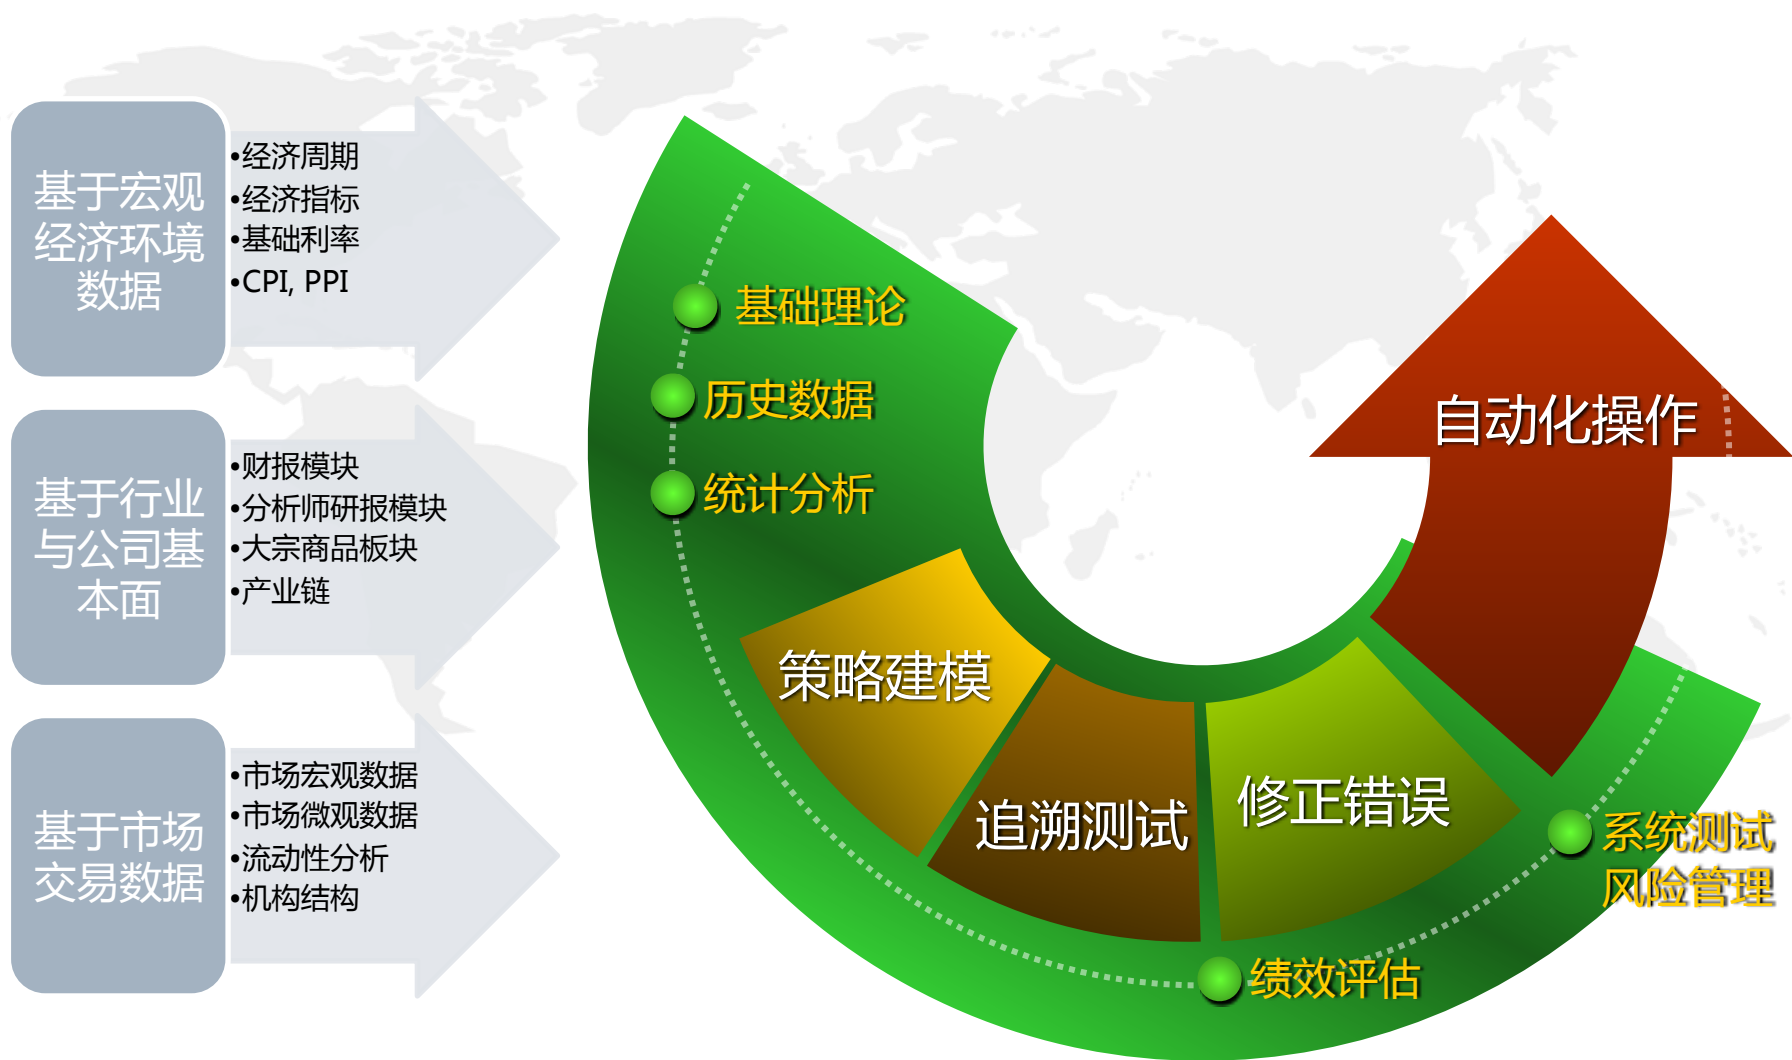 基于宏观
经济环境
数据
•经济周期
•经济指标
•基础利率
•CPI, PPI
基于行业
与公司基
本面
•财报模块
•分析师研报模块
•大宗商品板块
•产业链
基于市场
交易数据
•市场宏观数据
•市场微观数据
•流动性分析
•机构结构
基础理论
历史数据
统计分析
策略建模
追溯测试
修正错误
自动化操作
系统测试
风险管理
绩效评估